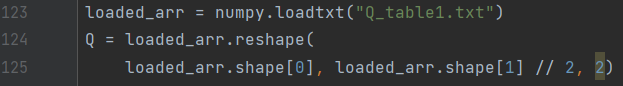 123 loaded_arr = numpy.loadtxt("Q_table1.txt")
124 Q = loaded_arr.reshape(
125 loaded_arr.shape[0], loaded_arr.shape[1] // 2, 2)